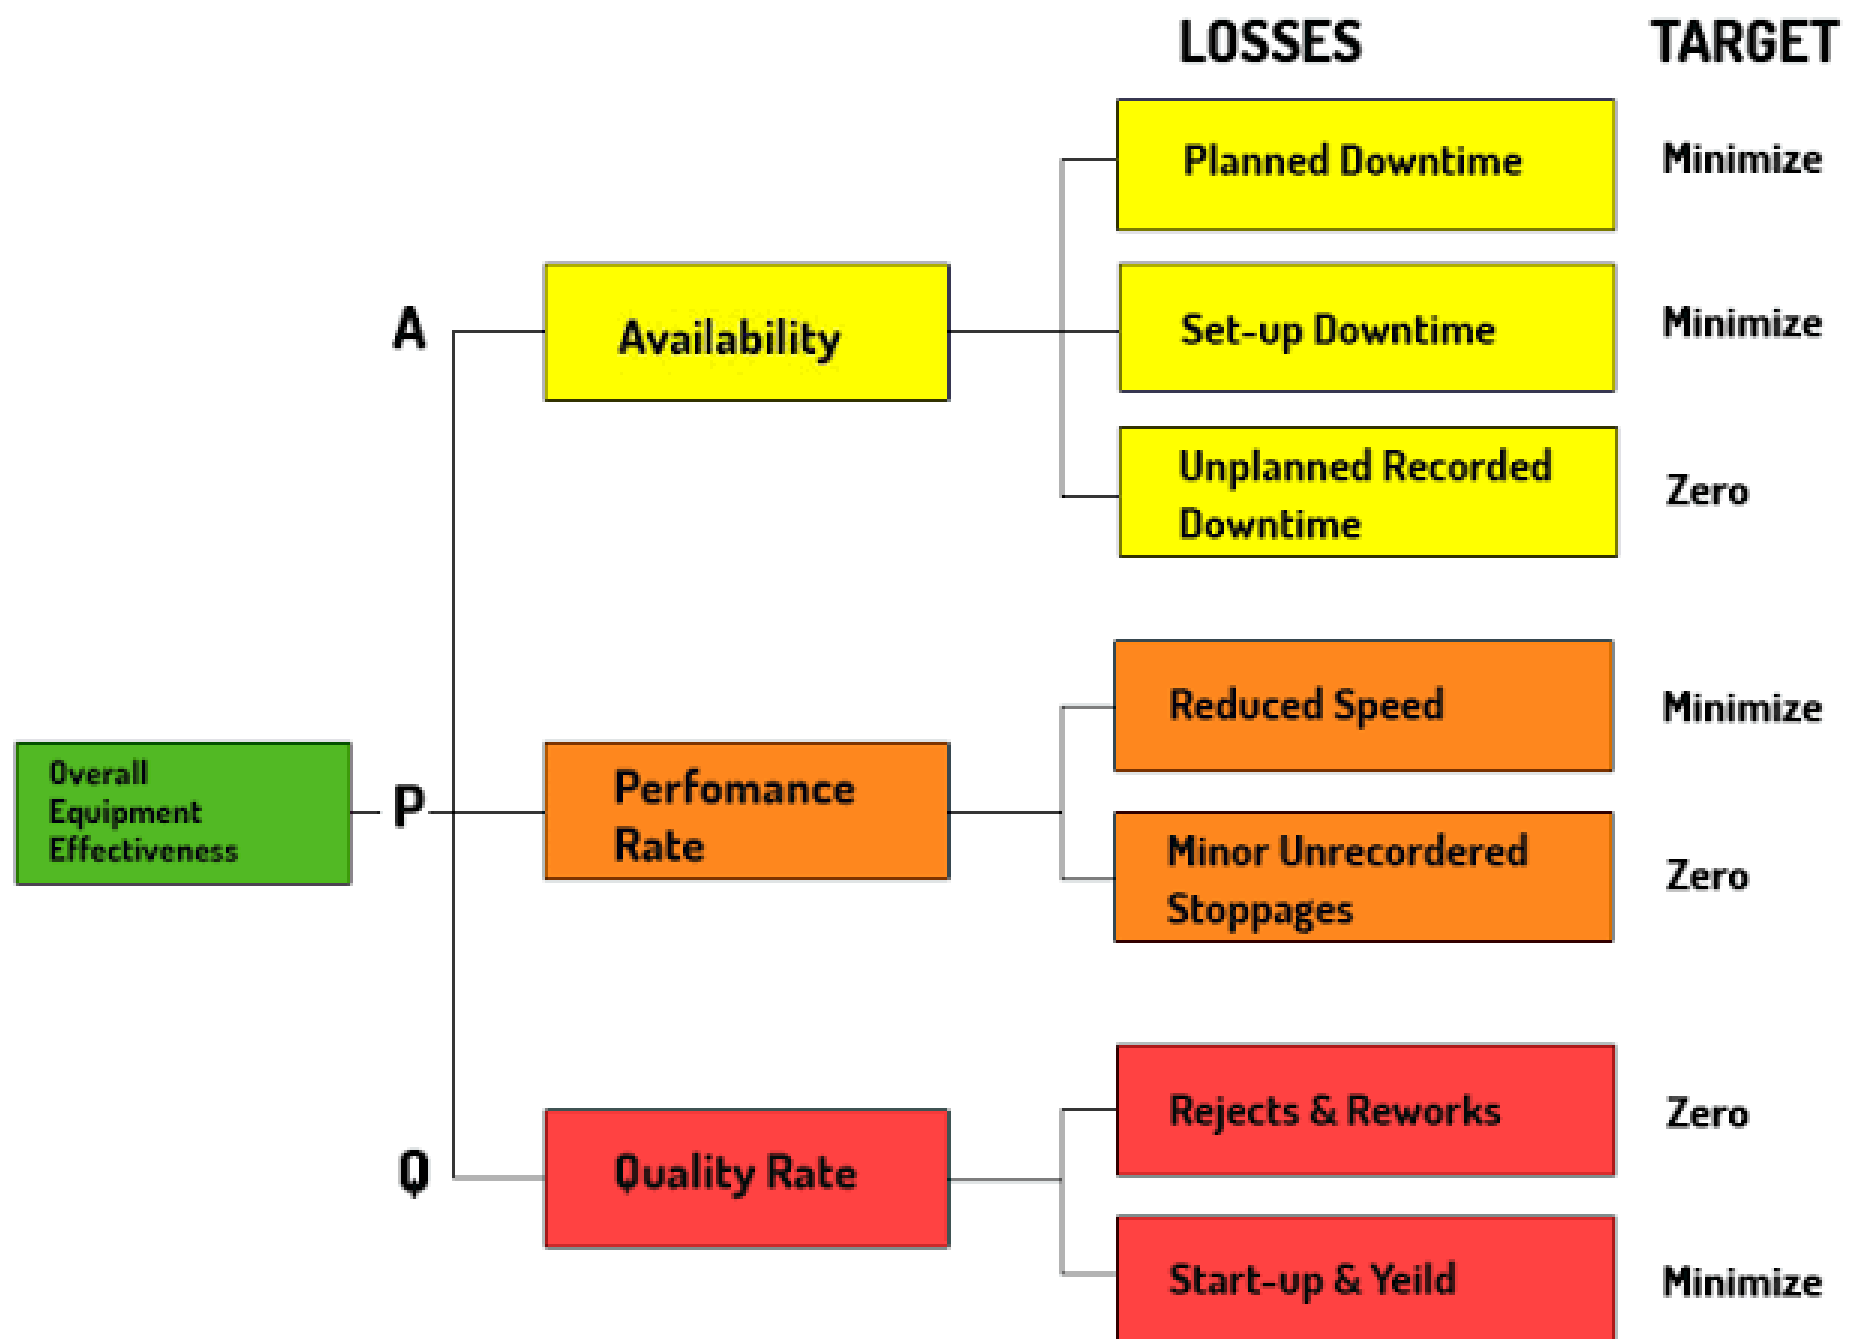 LOSSES TARGET
Planned Downtime Minimize
A Availability Set-up Downtime Minimize
Unplanned Recorded
Downtime
Zero
Reduced Speed Minimize
Overall
Equipment
Effectiveness
P
Perfomance
Rate
Minor Unrecordered
Stoppages
Zero
Rejects & Reworks Zero
Q Quality Rate
Start-up & Yeild Minimize